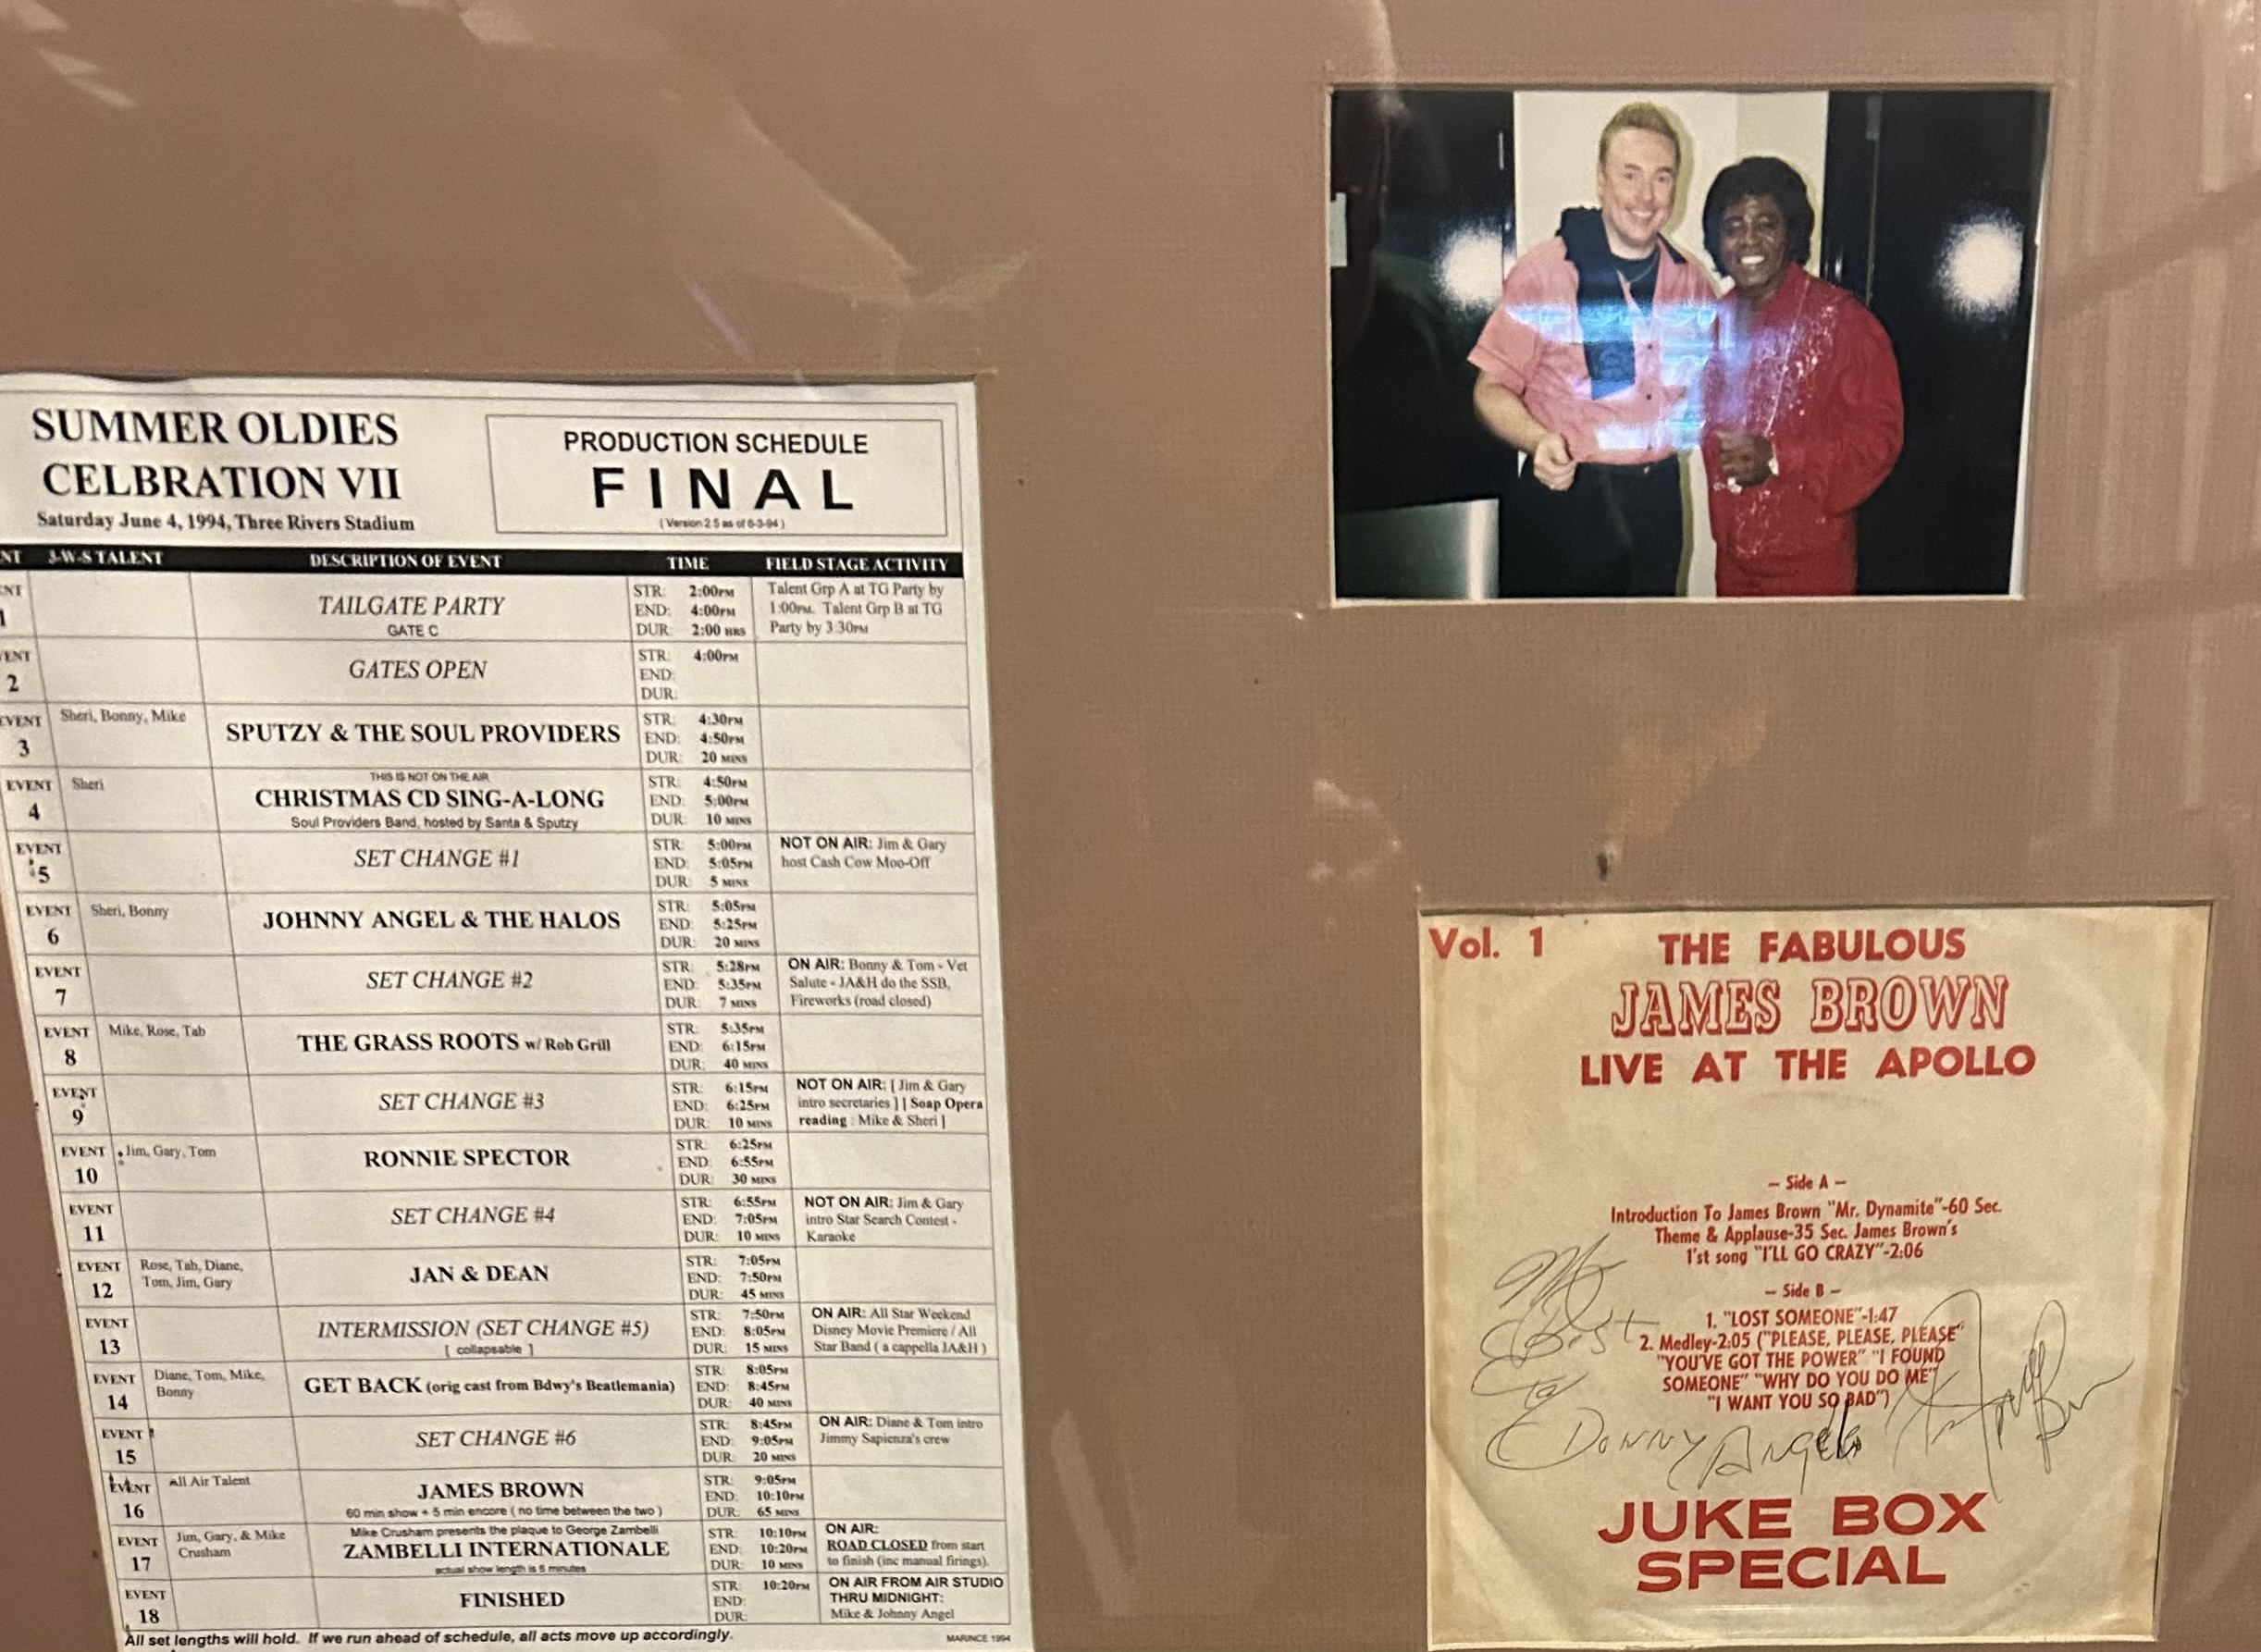 SUMMER OLDIES
CELBRATION VII
Saturday June 4, 1994, Three Rivers Stadium
PRODUCTION SCHEDULE
FINAL
( Version 2.5 as of 6-3-94 )
NT 3-W-S TALENT DESCRIPTION OF EVENT TIME FIELD STAGE ACTIVITY
NT
1
TAILGATE PARTY
GATE C
STR: 2:00PM
END: 4:00PM
DUR: 2:00 HRS
Talent Grp A at TG Party by
1:00PM. Talent Grp B at TG
Party by 3:30PM
ENT
2
GATES OPEN
STR: 4:00PM
END:
DUR:
EVENT
3
Sheri, Bonny, Mike
SPUTZY & THE SOUL PROVIDERS
STR: 4:30PM
END: 4:50PM
DUR: 20 MINS
EVENT
4
Sheri
THIS IS NOT ON THE AIR
CHRISTMAS CD SING-A-LONG
Soul Providers Band, hosted by Santa & Sputzy
STR: 4:50PM
END: 5:00PM
DUR: 10 MINS
EVENT
5
SET CHANGE #1
STR: 5:00PM
END: 5:05PM
DUR: 5 MINS
NOT ON AIR: Jim & Gary
host Cash Cow Moo-Off
EVENT
6
Sheri, Bonny
JOHNNY ANGEL & THE HALOS
STR: 5:05PM
END: 5:25PM
DUR: 20 MINS
EVENT
7
SET CHANGE #2
STR: 5:28PM
END: 5:35PM
DUR: 7 MINS
ON AIR: Bonny & Tom - Vet
Salute - JA&H do the SSB,
Fireworks (road closed)
EVENT
8
Mike, Rose, Tab
THE GRASS ROOTS w/ Rob Grill
STR: 5:35PM
END: 6:15PM
DUR: 40 MINS
EVENT
9
SET CHANGE #3
STR: 6:15PM
END: 6:25PM
DUR: 10 MINS
NOT ON AIR: [ Jim & Gary
intro secretaries ] [ Soap Opera
reading : Mike & Sheri ]
EVENT
10
Jim, Gary, Tom
RONNIE SPECTOR
STR: 6:25PM
END: 6:55PM
DUR: 30 MINS
EVENT
11
SET CHANGE #4
STR: 6:55PM
END: 7:05PM
DUR: 10 MINS
NOT ON AIR: Jim & Gary
intro Star Search Contest -
Karaoke
EVENT
12
Rose, Tab, Diane,
Tom, Jim, Gary
JAN & DEAN
STR: 7:05PM
END: 7:50PM
DUR: 45 MINS
EVENT
13
INTERMISSION (SET CHANGE #5)
[ collapsable ]
STR: 7:50PM
END: 8:05PM
DUR: 15 MINS
ON AIR: All Star Weekend
Disney Movie Premiere / All
Star Band ( a cappella JA&H )
EVENT
14
Diane, Tom, Mike,
Bonny
GET BACK (orig cast from Bdwy's Beatlemania)
STR: 8:05PM
END: 8:45PM
DUR: 40 MINS
EVENT
15
SET CHANGE #6
STR: 8:45PM
END: 9:05PM
DUR: 20 MINS
ON AIR: Diane & Tom intro
Jimmy Sapienza's crew
EVENT
16
All Air Talent
JAMES BROWN
60 min show + 5 min encore ( no time between the two )
STR: 9:05PM
END: 10:10PM
DUR: 65 MINS
EVENT
17
Jim, Gary, & Mike
Crusham
Mike Crusham presents the plaque to George Zambelli
ZAMBELLI INTERNATIONALE
actual show length is 6 minutes
STR: 10:10PM
END: 10:20PM
DUR: 10 MINS
ON AIR:
ROAD CLOSED from start
to finish (inc manual firings).
EVENT
18
FINISHED
STR: 10:20PM
END:
DUR:
ON AIR FROM AIR STUDIO
THRU MIDNIGHT:
Mike & Johnny Angel
All set lengths will hold. If we run ahead of schedule, all acts move up accordingly.
MARINCE 1994
Vol. 1
THE FABULOUS
JAMES BROWN
LIVE AT THE APOLLO
— Side A —
Introduction To James Brown "Mr. Dynamite"-60 Sec.
Theme & Applause-35 Sec. James Brown's
1'st song "I'LL GO CRAZY"-2:06
— Side B —
1. "LOST SOMEONE"-1:47
2. Medley-2:05 ("PLEASE, PLEASE, PLEASE"
"YOU'VE GOT THE POWER" "I FOUND
SOMEONE" "WHY DO YOU DO ME"
"I WANT YOU SO BAD")
My
Best
To
Donny Angelo
JUKE BOX
SPECIAL